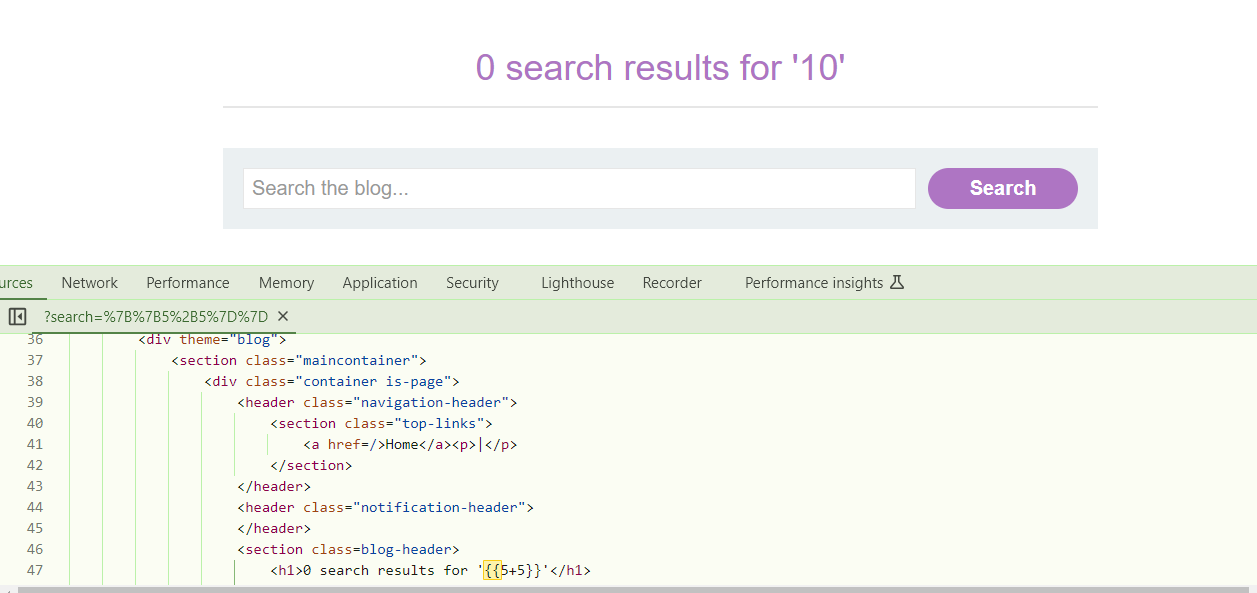 0 search results for '10'
Search the blog...
Search
urces Network Performance Memory Application Security Lighthouse Recorder Performance insights
?search=%7B%7B5%2B5%7D%7D
36 <div theme="blog">
37 <section class="maincontainer">
38 <div class="container is-page">
39 <header class="navigation-header">
40 <section class="top-links">
41 <a href=/>Home</a><p>|</p>
42 </section>
43 </header>
44 <header class="notification-header">
45 </header>
46 <section class=blog-header>
47 <h1>0 search results for '{{5+5}}'</h1>